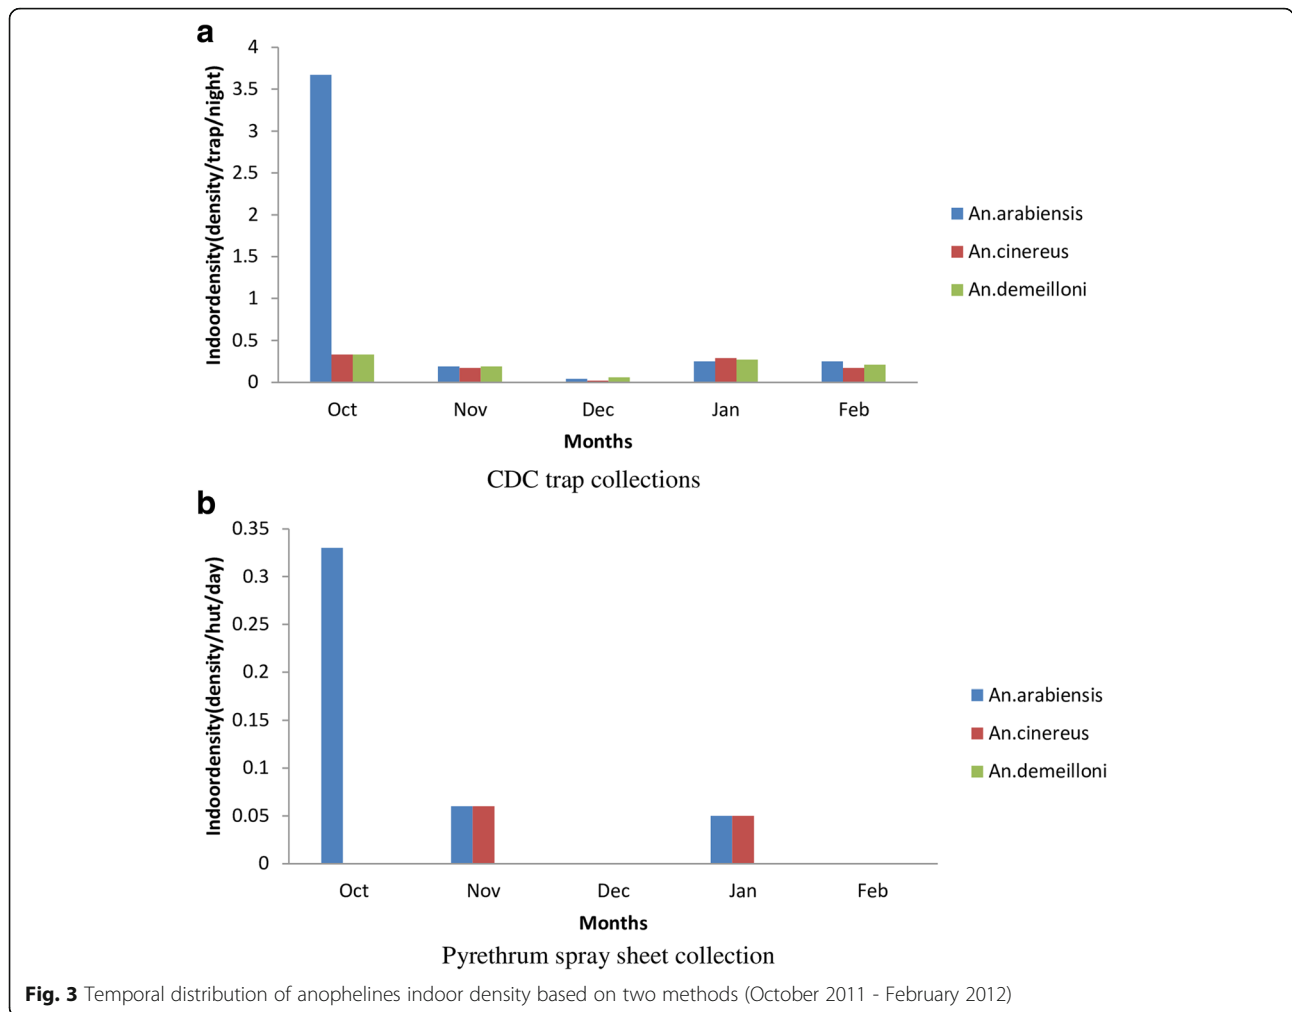 a
4
3.5
3
2.5
2
1.5
1
0.5
0
Indoordensity(density/trap/night)
Oct Nov Dec Jan Feb
Months
An.arabiensis
An.cinereus
An.demeilloni
CDC trap collections
b
0.35
0.3
0.25
0.2
0.15
0.1
0.05
0
Indoordensity(density/hut/day)
Oct Nov Dec Jan Feb
Months
An.arabiensis
An.cinereus
An.demeilloni
Pyrethrum spray sheet collection
Fig. 3 Temporal distribution of anophelines indoor density based on two methods (October 2011 - February 2012)